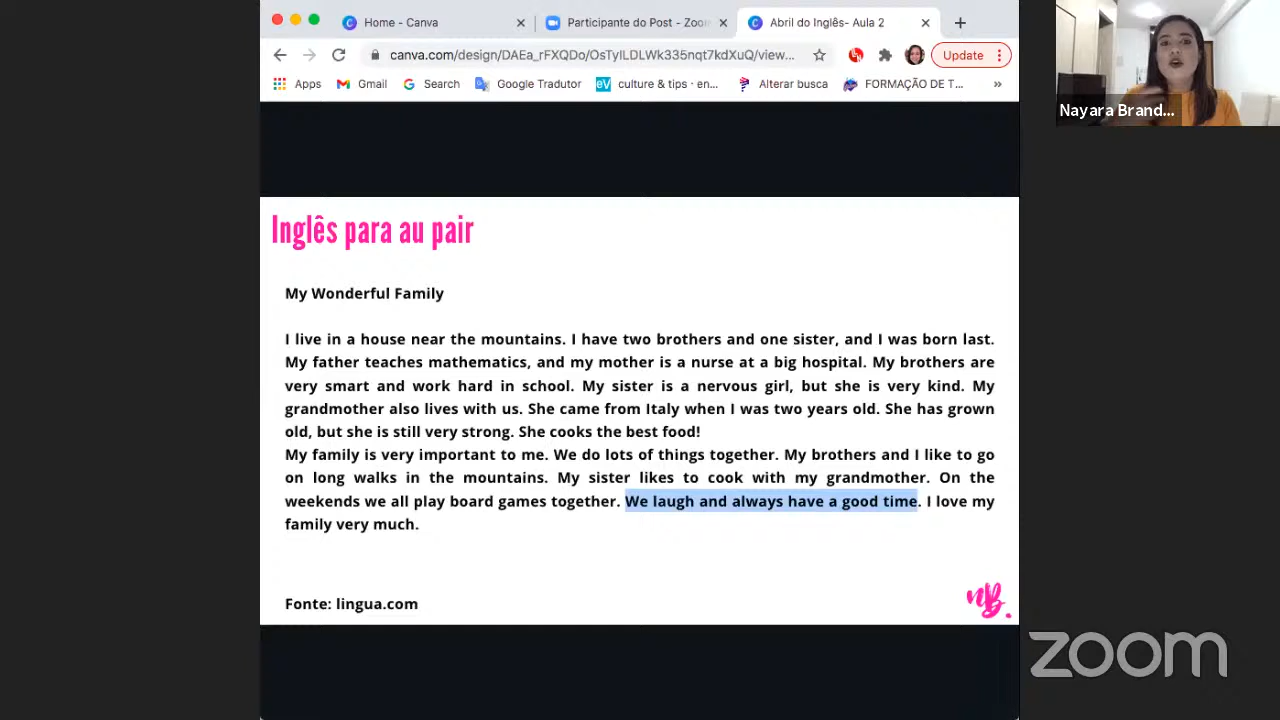 Home - Canva
Participante do Post - Zoom
Abril do Inglês- Aula 2
canva.com/design/DAEa_rFXQDo/OsTylLDLWk335nqt7kdXuQ/view...
Update
Apps
Gmail
Search
Google Tradutor
culture & tips · en...
Alterar busca
FORMAÇÃO DE T...
»
Nayara Brand...
Inglês para au pair
My Wonderful Family
I live in a house near the mountains. I have two brothers and one sister, and I was born last.
My father teaches mathematics, and my mother is a nurse at a big hospital. My brothers are
very smart and work hard in school. My sister is a nervous girl, but she is very kind. My
grandmother also lives with us. She came from Italy when I was two years old. She has grown
old, but she is still very strong. She cooks the best food!
My family is very important to me. We do lots of things together. My brothers and I like to go
on long walks in the mountains. My sister likes to cook with my grandmother. On the
weekends we all play board games together. We laugh and always have a good time. I love my
family very much.
Fonte: lingua.com
nB.
zoom